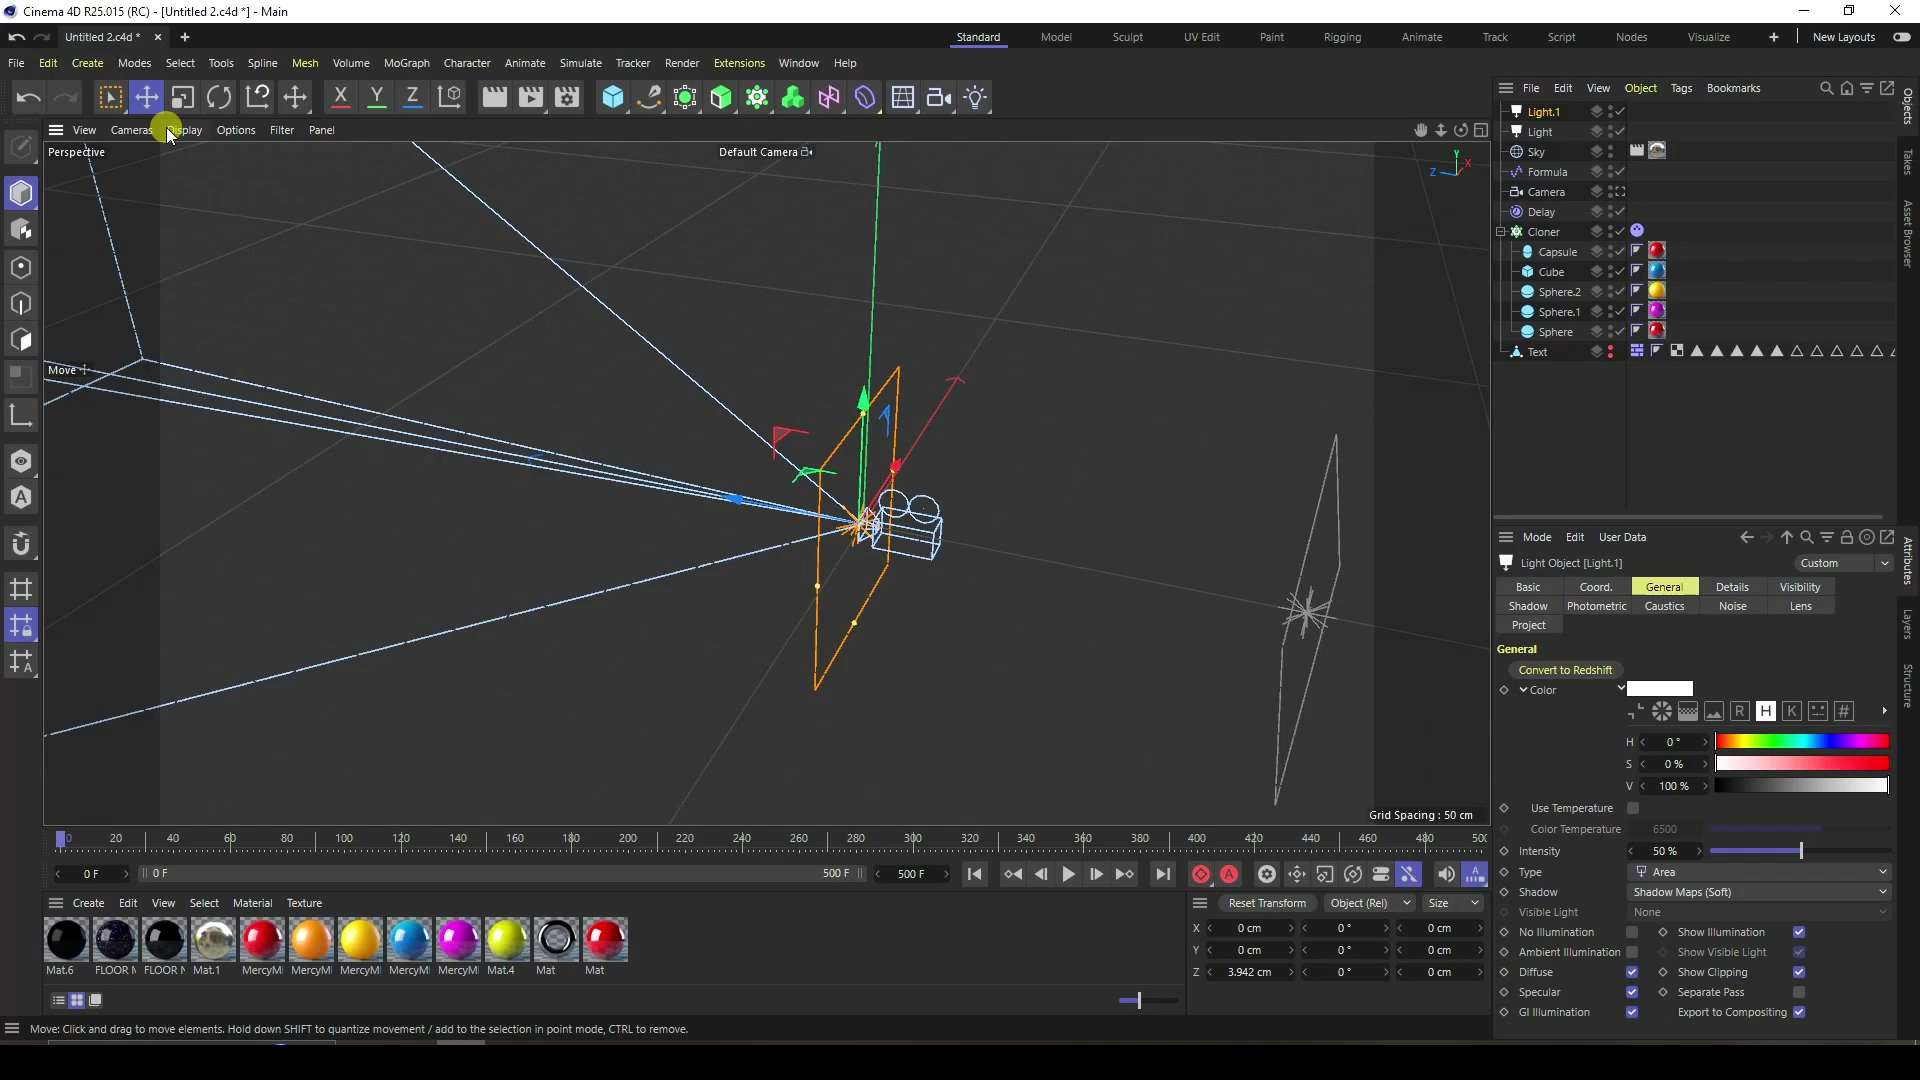 Cinema 4D R25.015 (RC) - [Untitled 2.c4d *] - Main
Untitled 2.c4d *
Standard Model Sculpt UV Edit Paint Rigging Animate Track Script Nodes Visualize New Layouts
File Edit Create Modes Select Tools Spline Mesh Volume MoGraph Character Animate Simulate Tracker Render Extensions Window Help
X Y Z
View Cameras Display Options Filter Panel
Perspective
Default Camera
Y
X
Z
Move
Grid Spacing : 50 cm
File Edit View Object Tags Bookmarks
Light.1
Light
Sky
Formula
Camera
Delay
Cloner
Capsule
Cube
Sphere.2
Sphere.1
Sphere
Text
Objects
Takes
Asset Browser
Attributes
Layers
Structure
Mode Edit User Data
Light Object [Light.1]
Custom
Basic Coord. General Details Visibility
Shadow Photometric Caustics Noise Lens
Project
General
Convert to Redshift
Color
R H K #
H 0 °
S 0 %
V 100 %
Use Temperature
Color Temperature 6500
Intensity 50 %
Type Area
Shadow Shadow Maps (Soft)
Visible Light None
No Illumination Show Illumination
Ambient Illumination Show Visible Light
Diffuse Show Clipping
Specular Separate Pass
GI Illumination Export to Compositing
0 20 40 60 80 100 120 140 160 180 200 220 240 260 280 300 320 340 360 380 400 420 440 460 480 500
0 F 0 F 500 F 500 F
Create Edit View Select Material Texture
Mat.6 FLOOR M FLOOR M Mat.1 MercyMl MercyMl MercyMl MercyMl MercyMl Mat.4 Mat Mat
Reset Transform Object (Rel) Size
X 0 cm 0 ° 0 cm
Y 0 cm 0 ° 0 cm
Z 3.942 cm 0 ° 0 cm
Move: Click and drag to move elements. Hold down SHIFT to quantize movement / add to the selection in point mode, CTRL to remove.